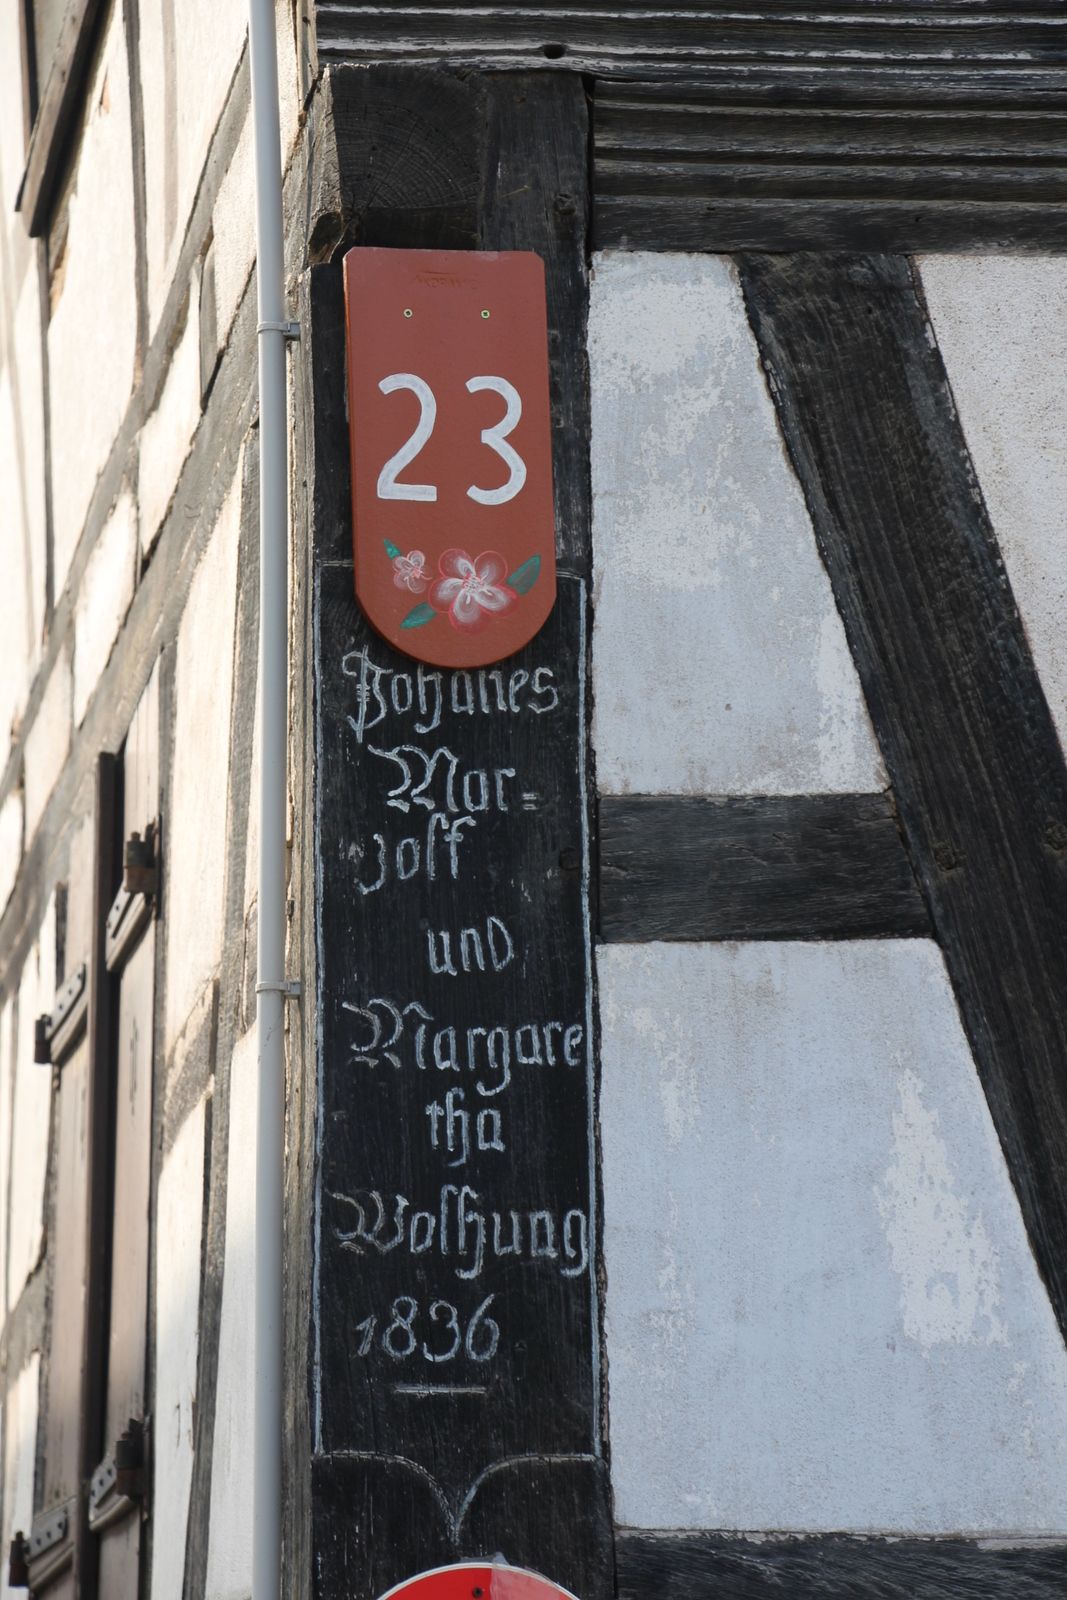 23
Johanes
Mar=
zolf
und
Margare
tha
Wolhung
1836